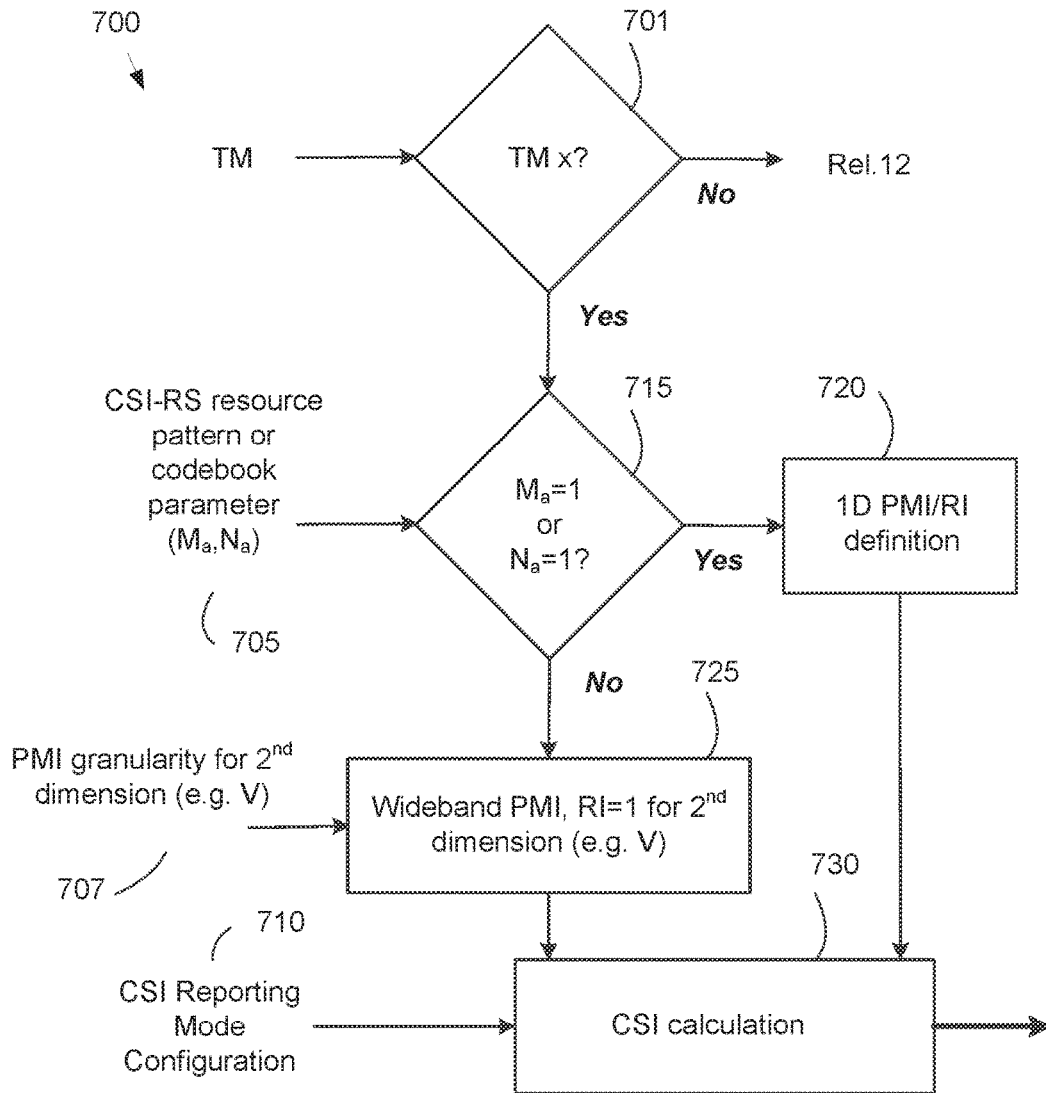 700
701
TM
TM x?
Rel.12
No
Yes
CSI-RS resource
pattern or
codebook
parameter
(Mₐ,Nₐ)
705
715
Mₐ=1
or
Nₐ=1?
Yes
No
720
1D PMI/RI
definition
725
PMI granularity for 2ⁿᵈ
dimension (e.g. V)
707
Wideband PMI, RI=1 for 2ⁿᵈ
dimension (e.g. V)
710
CSI Reporting
Mode
Configuration
730
CSI calculation